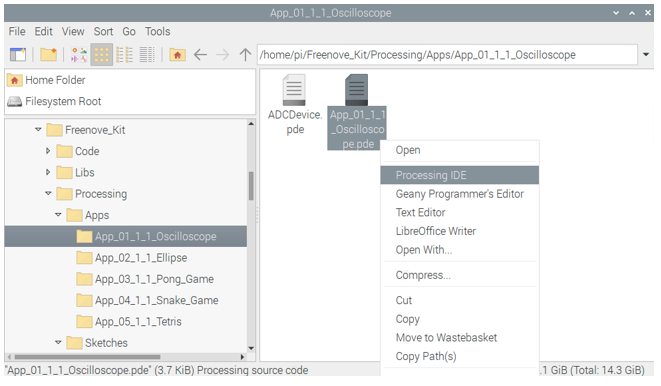 App_01_1_1_Oscilloscope
File Edit View Sort Go Tools
/home/pi/Freenove_Kit/Processing/Apps/App_01_1_1_Oscilloscope
Home Folder
Filesystem Root
Freenove_Kit
Code
Libs
Processing
Apps
App_01_1_1_Oscilloscope
App_02_1_1_Ellipse
App_03_1_1_Pong_Game
App_04_1_1_Snake_Game
App_05_1_1_Tetris
Sketches
ADCDevice.
pde
App_01_1_1
_Oscillosco
pe.pde
Open
Processing IDE
Geany Programmer's Editor
Text Editor
LibreOffice Writer
Open With...
Compress...
Cut
Copy
Move to Wastebasket
Copy Path(s)
"App_01_1_1_Oscilloscope.pde" (3.7 KiB) Processing source code
.1 GiB (Total: 14.3 GiB)